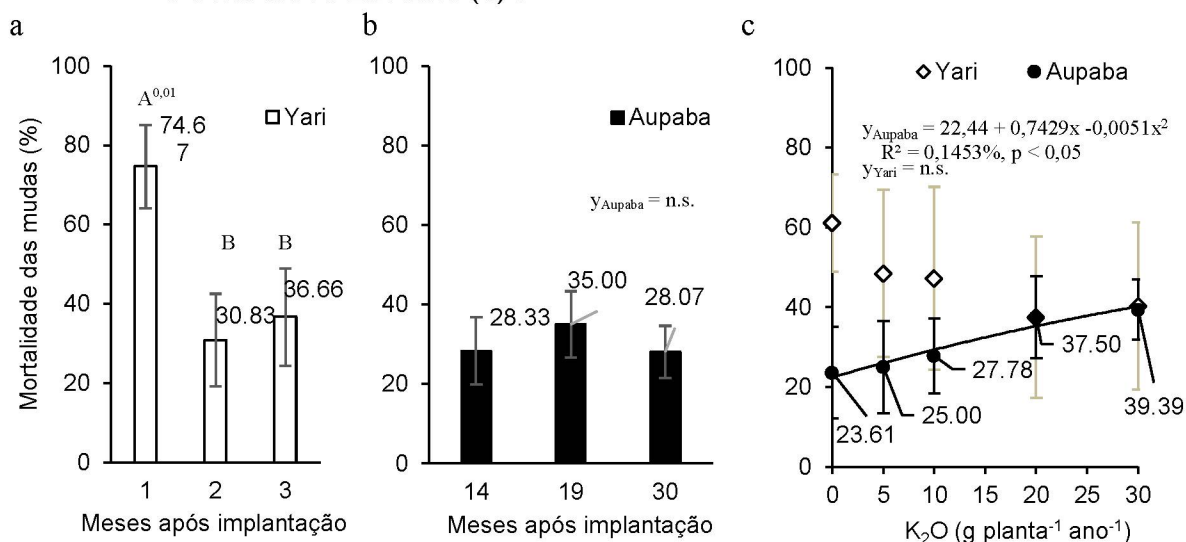 a
Mortalidade das mudas (%)
100
80
60
40
20
0
A0,01
74.6
7
Yari
B
30.83
B
36.66
1 2 3
Meses após implantação
b
100
80
60
40
20
0
Aupaba
yAupaba = n.s.
28.33
35.00
28.07
14 19 30
Meses após implantação
c
100
80
60
40
20
0
Yari Aupaba
yAupaba = 22,44 + 0,7429x -0,0051x²
R² = 0,1453%, p < 0,05
yYari = n.s.
23.61
25.00
27.78
37.50
39.39
0 5 10 15 20 25 30
K₂O (g planta⁻¹ ano⁻¹)